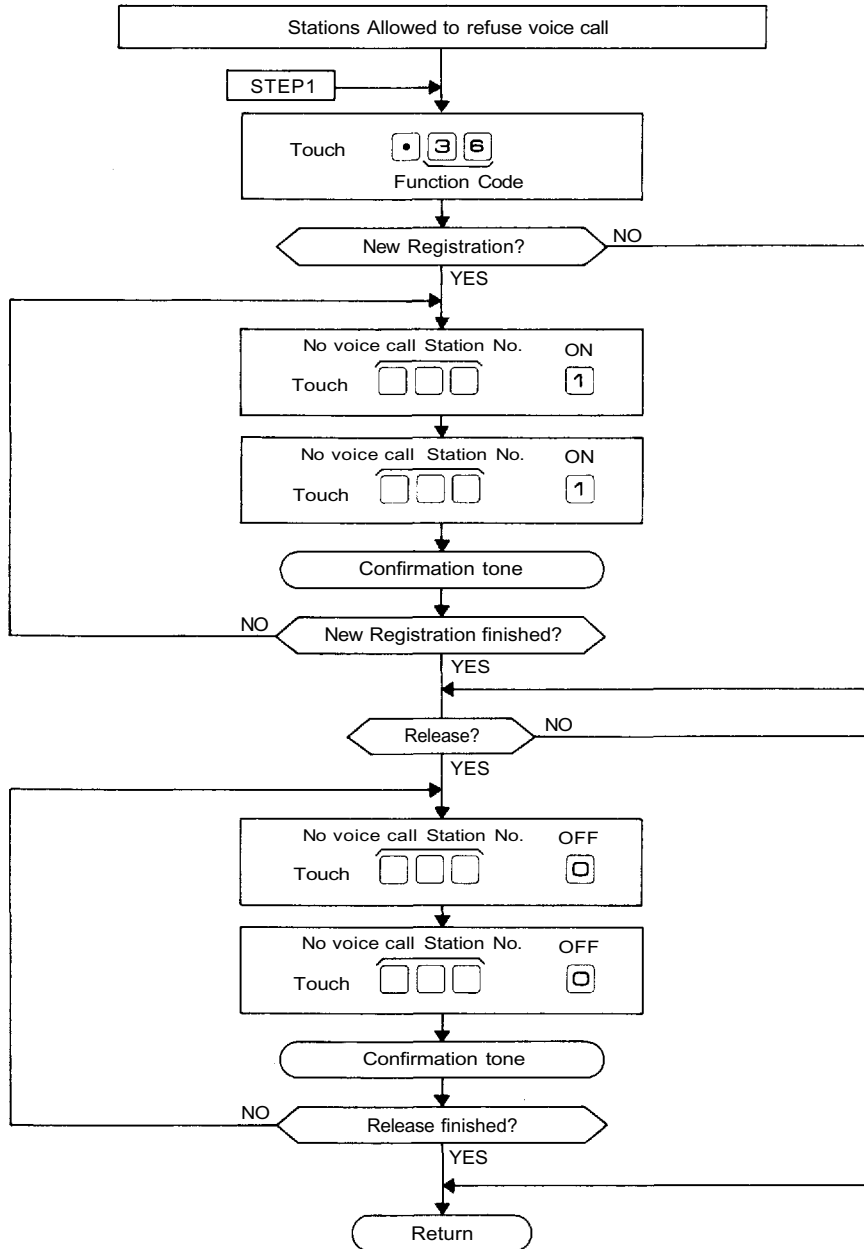 Stations Allowed to refuse voice call
STEP1
Touch • 3 6
Function Code
New Registration?
NO
YES
No voice call Station No. ON
Touch 1
No voice call Station No. ON
Touch 1
Confirmation tone
NO
New Registration finished?
YES
Release?
NO
YES
No voice call Station No. OFF
Touch 0
No voice call Station No. OFF
Touch 0
Confirmation tone
NO
Release finished?
YES
Return